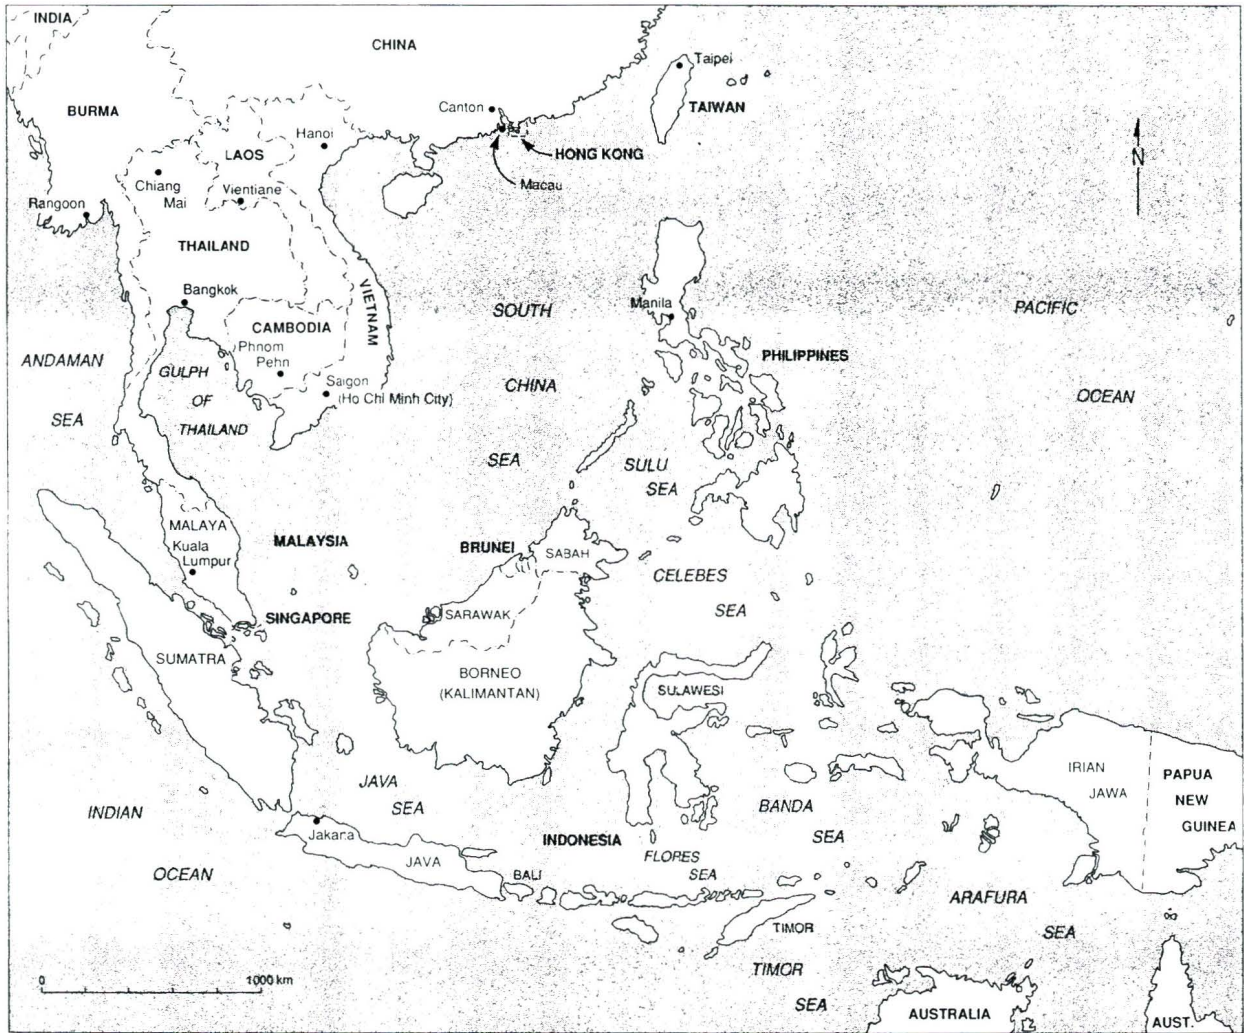 INDIA
CHINA
Taipei
BURMA
Canton
TAIWAN
Hanoi
LAOS
HONG KONG
N
Chiang
Mai
Vientiane
Macau
Rangoon
THAILAND
Bangkok
VIETNAM
SOUTH
Manila
PACIFIC
CAMBODIA
Phnom
Pehn
PHILIPPINES
ANDAMAN
GULPH
Saigon
(Ho Chi Minh City)
CHINA
OCEAN
OF
SEA
THAILAND
SEA
SULU
SEA
MALAYA
MALAYSIA
BRUNEI
SABAH
Kuala
Lumpur
CELEBES
SEA
SINGAPORE
SARAWAK
SUMATRA
BORNEO
(KALIMANTAN)
SULAWESI
JAVA
SEA
IRIAN
JAWA
PAPUA
NEW
GUINEA
INDIAN
BANDA
SEA
Jakarta
INDONESIA
JAVA
FLORES
SEA
OCEAN
BALI
ARAFURA
SEA
TIMOR
TIMOR
SEA
0
1000 km
AUSTRALIA
AUST.